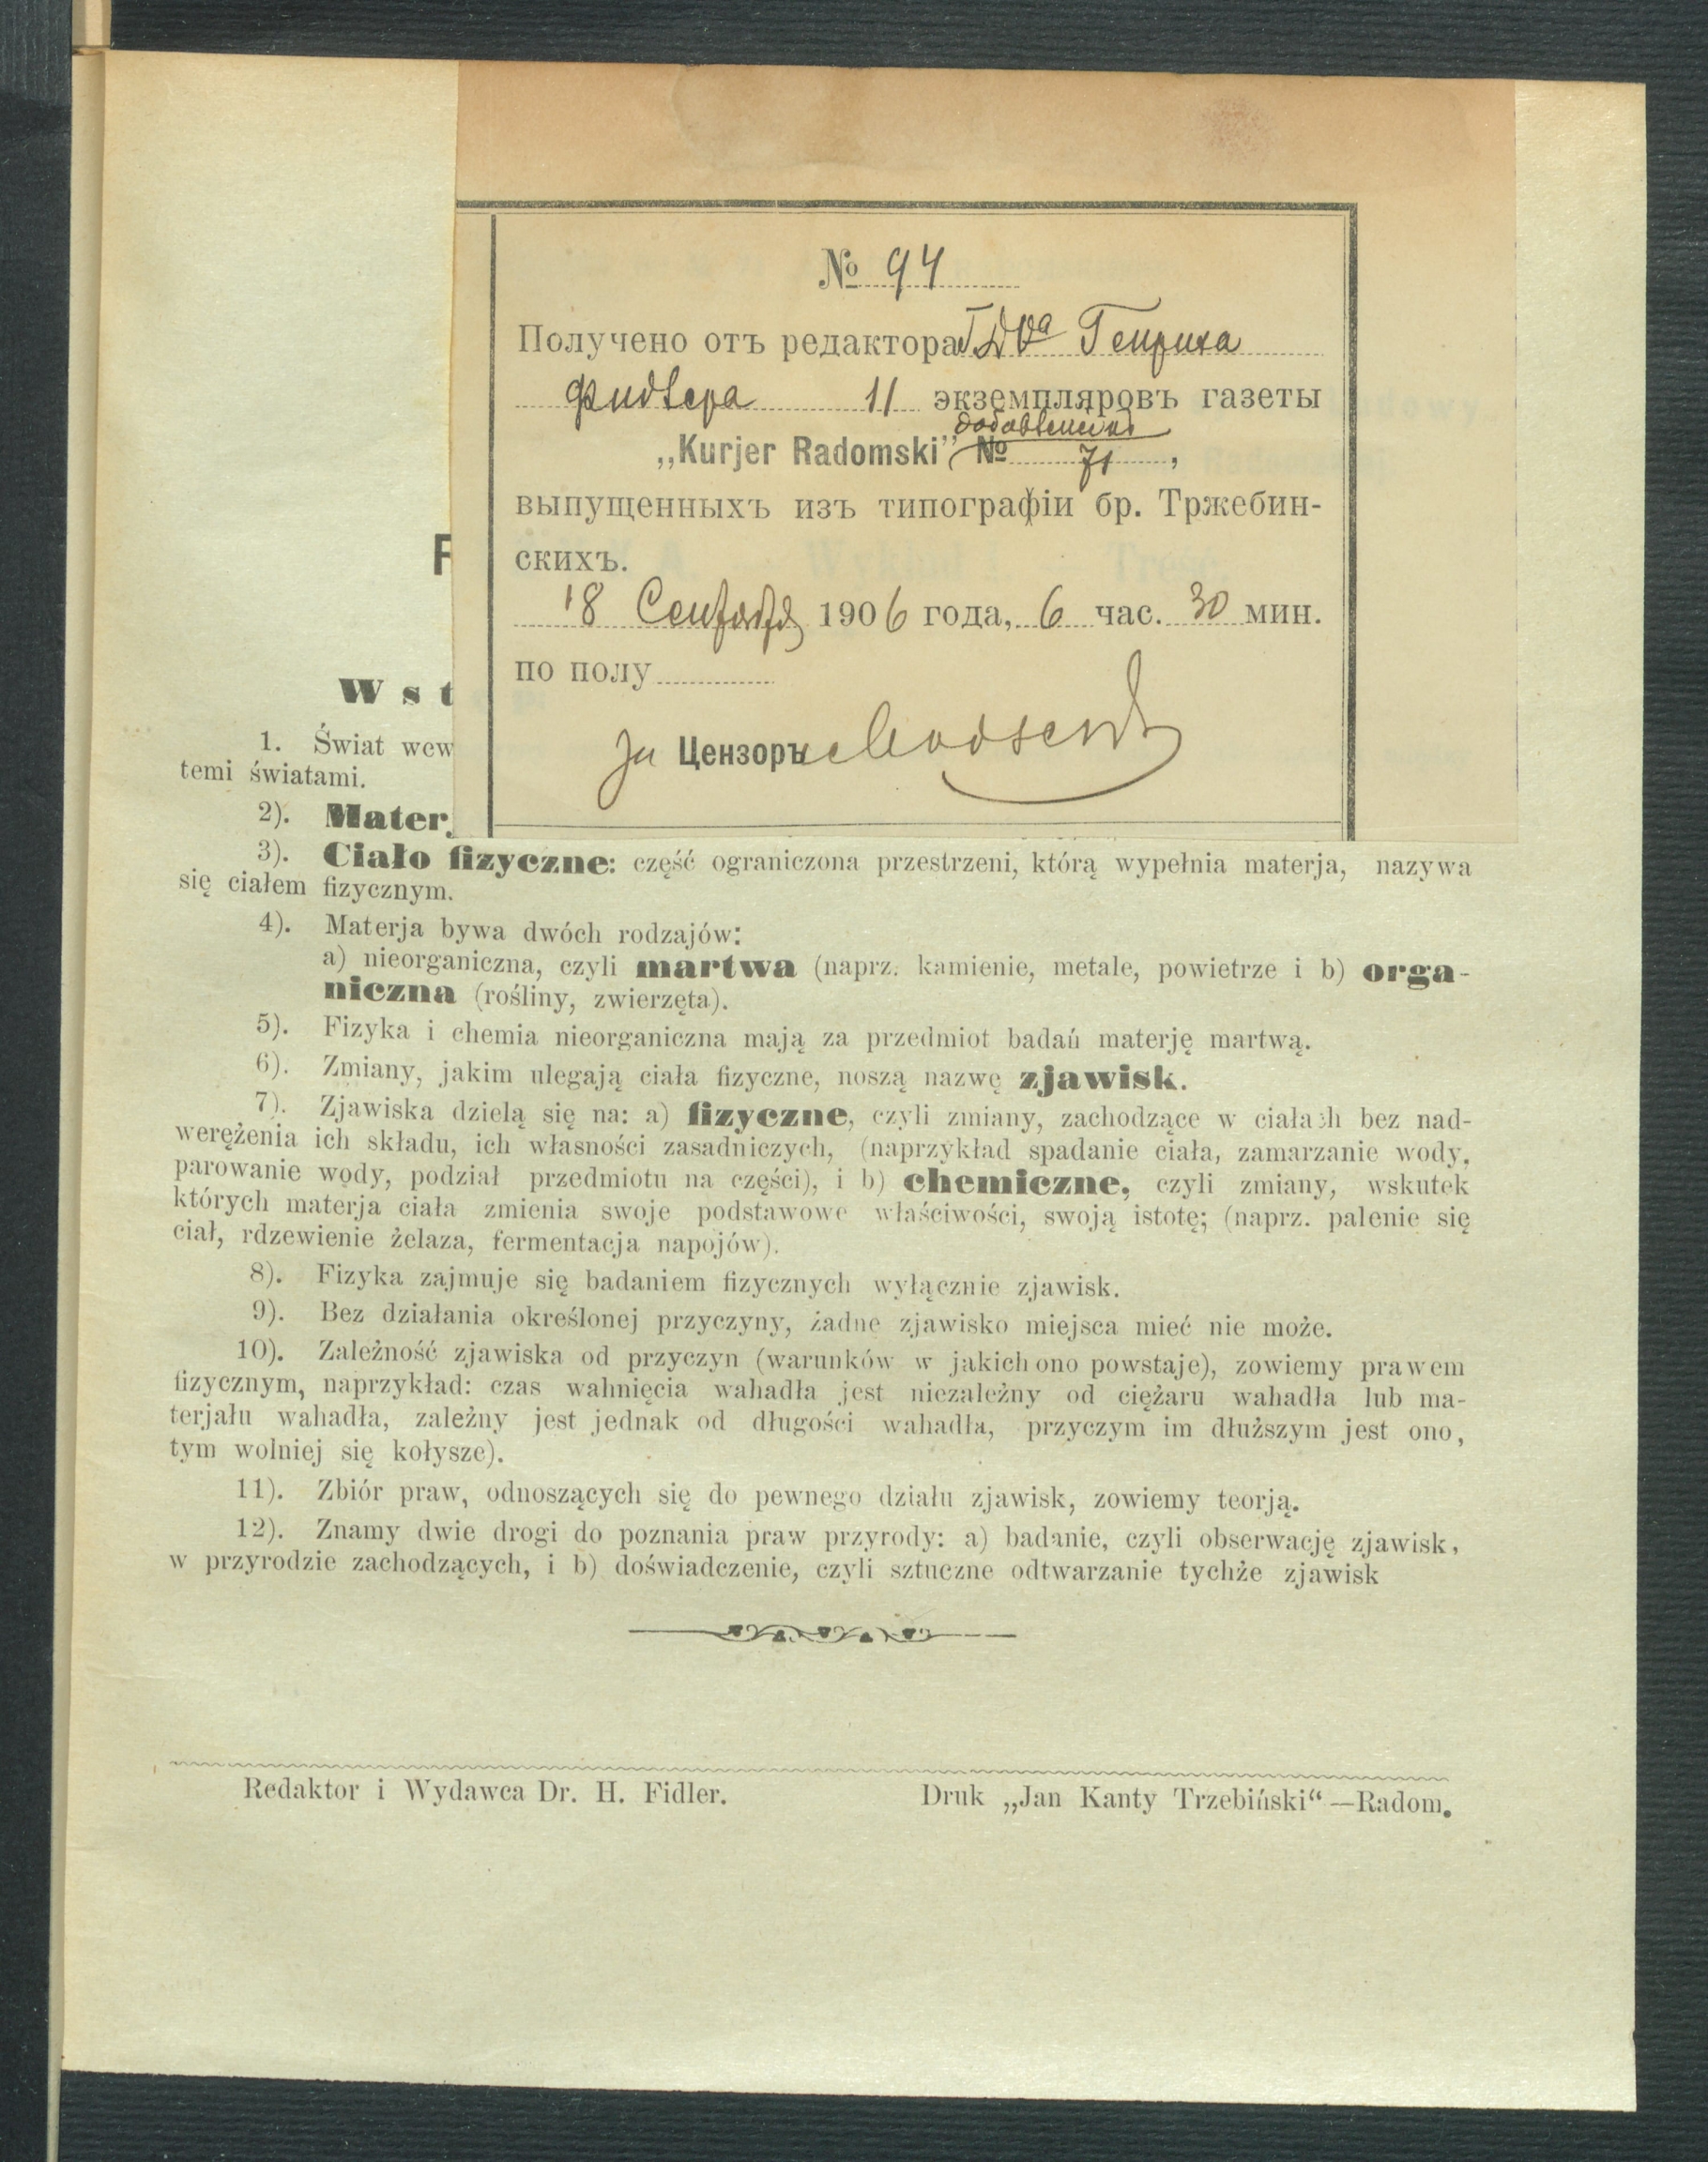 № 94
Получено отъ редактора Г. Д-ра Генриха
Фидлера 11 экземпляровъ газеты
добавленія
„Kurjer Radomski” № 71,
выпущенныхъ изъ типографіи бр. Тржебин-
скихъ.
18 Сентября 1906 года, 6 час. 30 мин.
по полу
За Цензоръ
F
Wst
1. Świat wew
temi światami.
2). Mater
3). Ciało fizyczne: część ograniczona przestrzeni, którą wypełnia materja, nazywa
się ciałem fizycznym.
4). Materja bywa dwóch rodzajów:
a) nieorganiczna, czyli martwa (naprz. kamienie, metale, powietrze i b) orga-
niczna (rośliny, zwierzęta).
5). Fizyka i chemia nieorganiczna mają za przedmiot badań materję martwą.
6). Zmiany, jakim ulegają ciała fizyczne, noszą nazwę zjawisk.
7). Zjawiska dzielą się na: a) fizyczne, czyli zmiany, zachodzące w ciałach bez nad-
werężenia ich składu, ich własności zasadniczych, (naprzykład spadanie ciała, zamarzanie wody,
parowanie wody, podział przedmiotu na części), i b) chemiczne, czyli zmiany, wskutek
których materja ciała zmienia swoje podstawowe właściwości, swoją istotę; (naprz. palenie się
ciał, rdzewienie żelaza, fermentacja napojów).
8). Fizyka zajmuje się badaniem fizycznych wyłącznie zjawisk.
9). Bez działania określonej przyczyny, żadne zjawisko miejsca mieć nie może.
10). Zależność zjawiska od przyczyn (warunków w jakich ono powstaje), zowiemy prawem
fizycznym, naprzykład: czas wahnięcia wahadła jest niezależny od ciężaru wahadła lub ma-
terjału wahadła, zależny jest jednak od długości wahadła, przyczym im dłuższym jest ono,
tym wolniej się kołysze).
11). Zbiór praw, odnoszących się do pewnego działu zjawisk, zowiemy teorją.
12). Znamy dwie drogi do poznania praw przyrody: a) badanie, czyli obserwację zjawisk,
w przyrodzie zachodzących, i b) doświadczenie, czyli sztuczne odtwarzanie tychże zjawisk
Redaktor i Wydawca Dr. H. Fidler.
Druk „Jan Kanty Trzebiński“ —Radom.